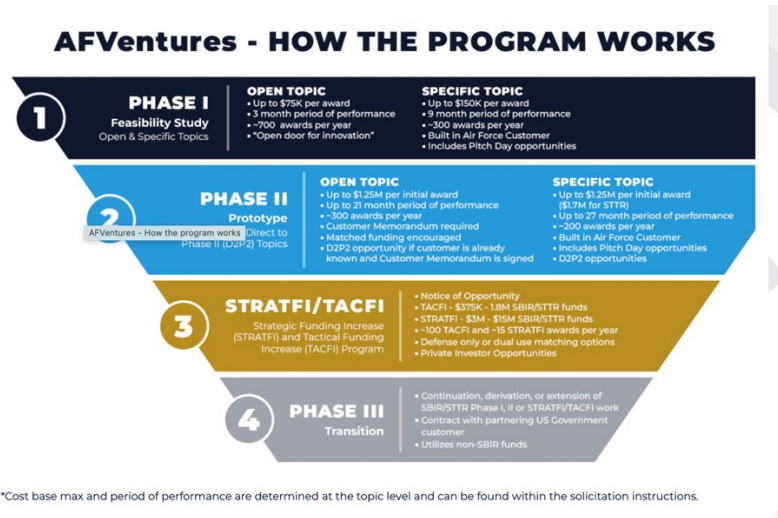 AFVentures - HOW THE PROGRAM WORKS
1
PHASE I
Feasibility Study
Open & Specific Topics
OPEN TOPIC
• Up to $75K per award
• 3 month period of performance
• ~700 awards per year
• "Open door for innovation"
SPECIFIC TOPIC
• Up to $150K per award
• 9 month period of performance
• ~300 awards per year
• Built in Air Force Customer
• Includes Pitch Day opportunities
2
PHASE II
Prototype
AFVentures - How the program works
Direct to
Phase II (D2P2) Topics
OPEN TOPIC
• Up to $1.25M per initial award
• Up to 21 month period of performance
• ~300 awards per year
• Customer Memorandum required
• Matched funding encouraged
• D2P2 opportunity if customer is already
known and Customer Memorandum is signed
SPECIFIC TOPIC
• Up to $1.25M per initial award
($1.7M for STTR)
• Up to 27 month period of performance
• ~200 awards per year
• Built in Air Force Customer
• Includes Pitch Day opportunities
• D2P2 opportunities
3
STRATFI/TACFI
Strategic Funding Increase
(STRATFI) and Tactical Funding
Increase (TACFI) Program
• Notice of Opportunity
• TACFI - $375K - 1.8M SBIR/STTR funds
• STRATFI - $3M - $15M SBIR/STTR funds
• ~100 TACFI and ~15 STRATFI awards per year
• Defense only or dual use matching options
• Private Investor Opportunities
4
PHASE III
Transition
• Continuation, derivation, or extension of
SBIR/STTR Phase I, II or STRATFI/TACFI work
• Contract with partnering US Government
customer
• Utilizes non-SBIR funds
*Cost base max and period of performance are determined at the topic level and can be found within the solicitation instructions.